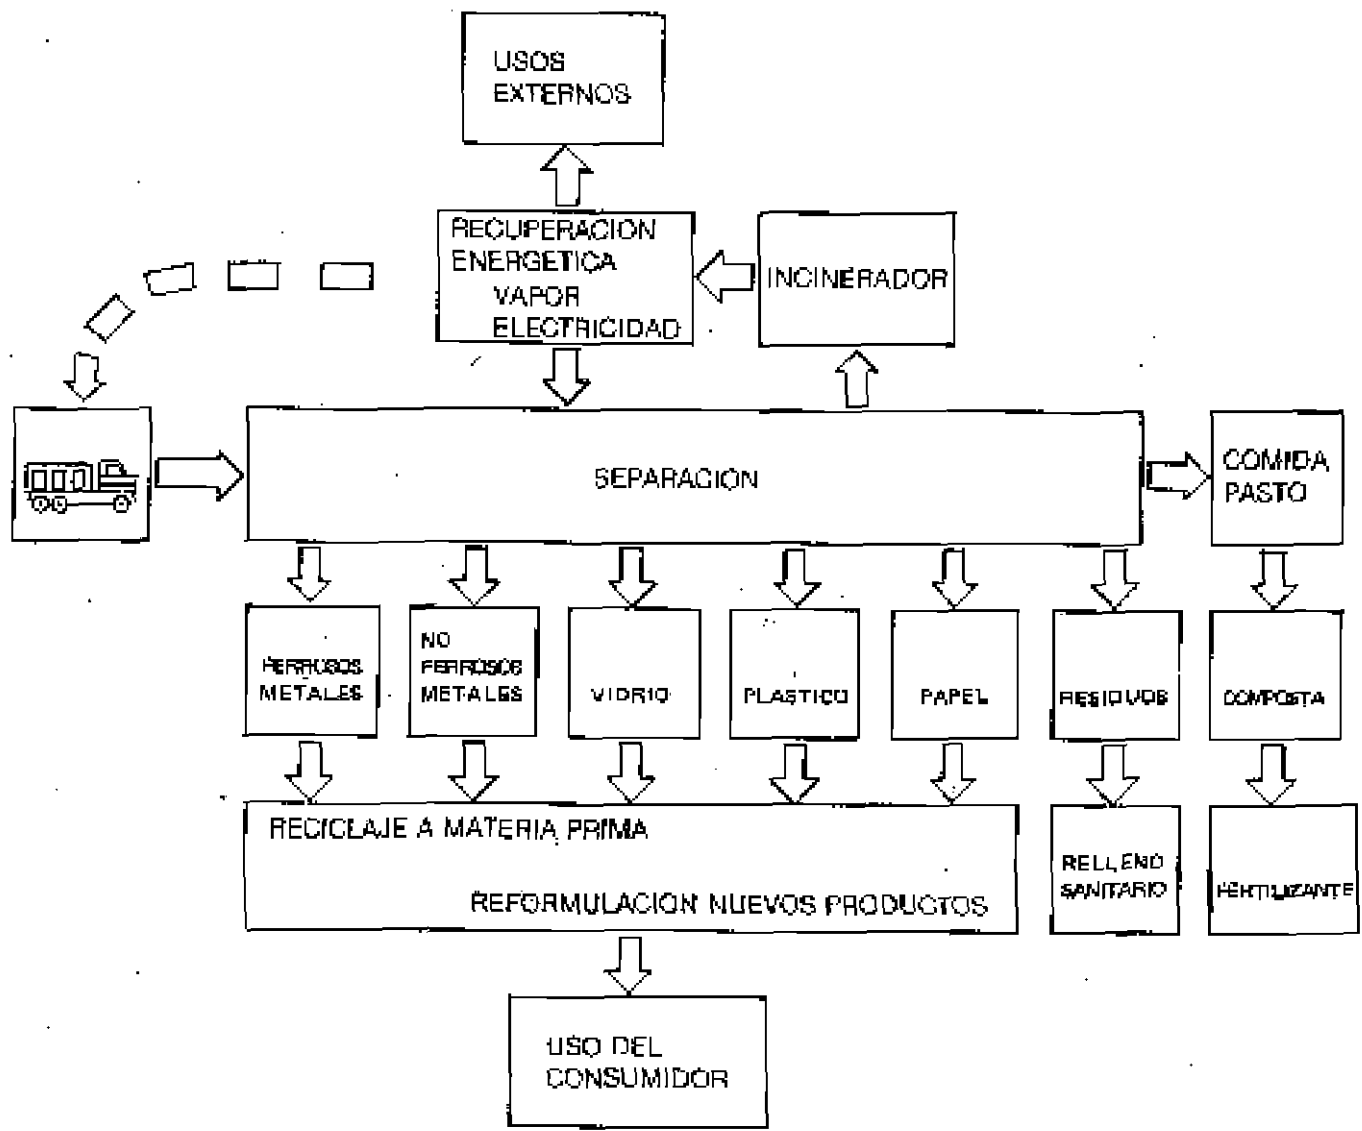 USOS
EXTERNOS
RECUPERACION
ENERGETICA
VAPOR
ELECTRICIDAD
INCINERADOR
SEPARACION
COMIDA
PASTO
FERROSOS
METALES
NO
FERROSOS
METALES
VIDRIO
PLASTICO
PAPEL
RESIDUOS
COMPOSTA
RECICLAJE A MATERIA PRIMA
REFORMULACION NUEVOS PRODUCTOS
RELLENO
SANITARIO
FERTILIZANTE
USO DEL
CONSUMIDOR